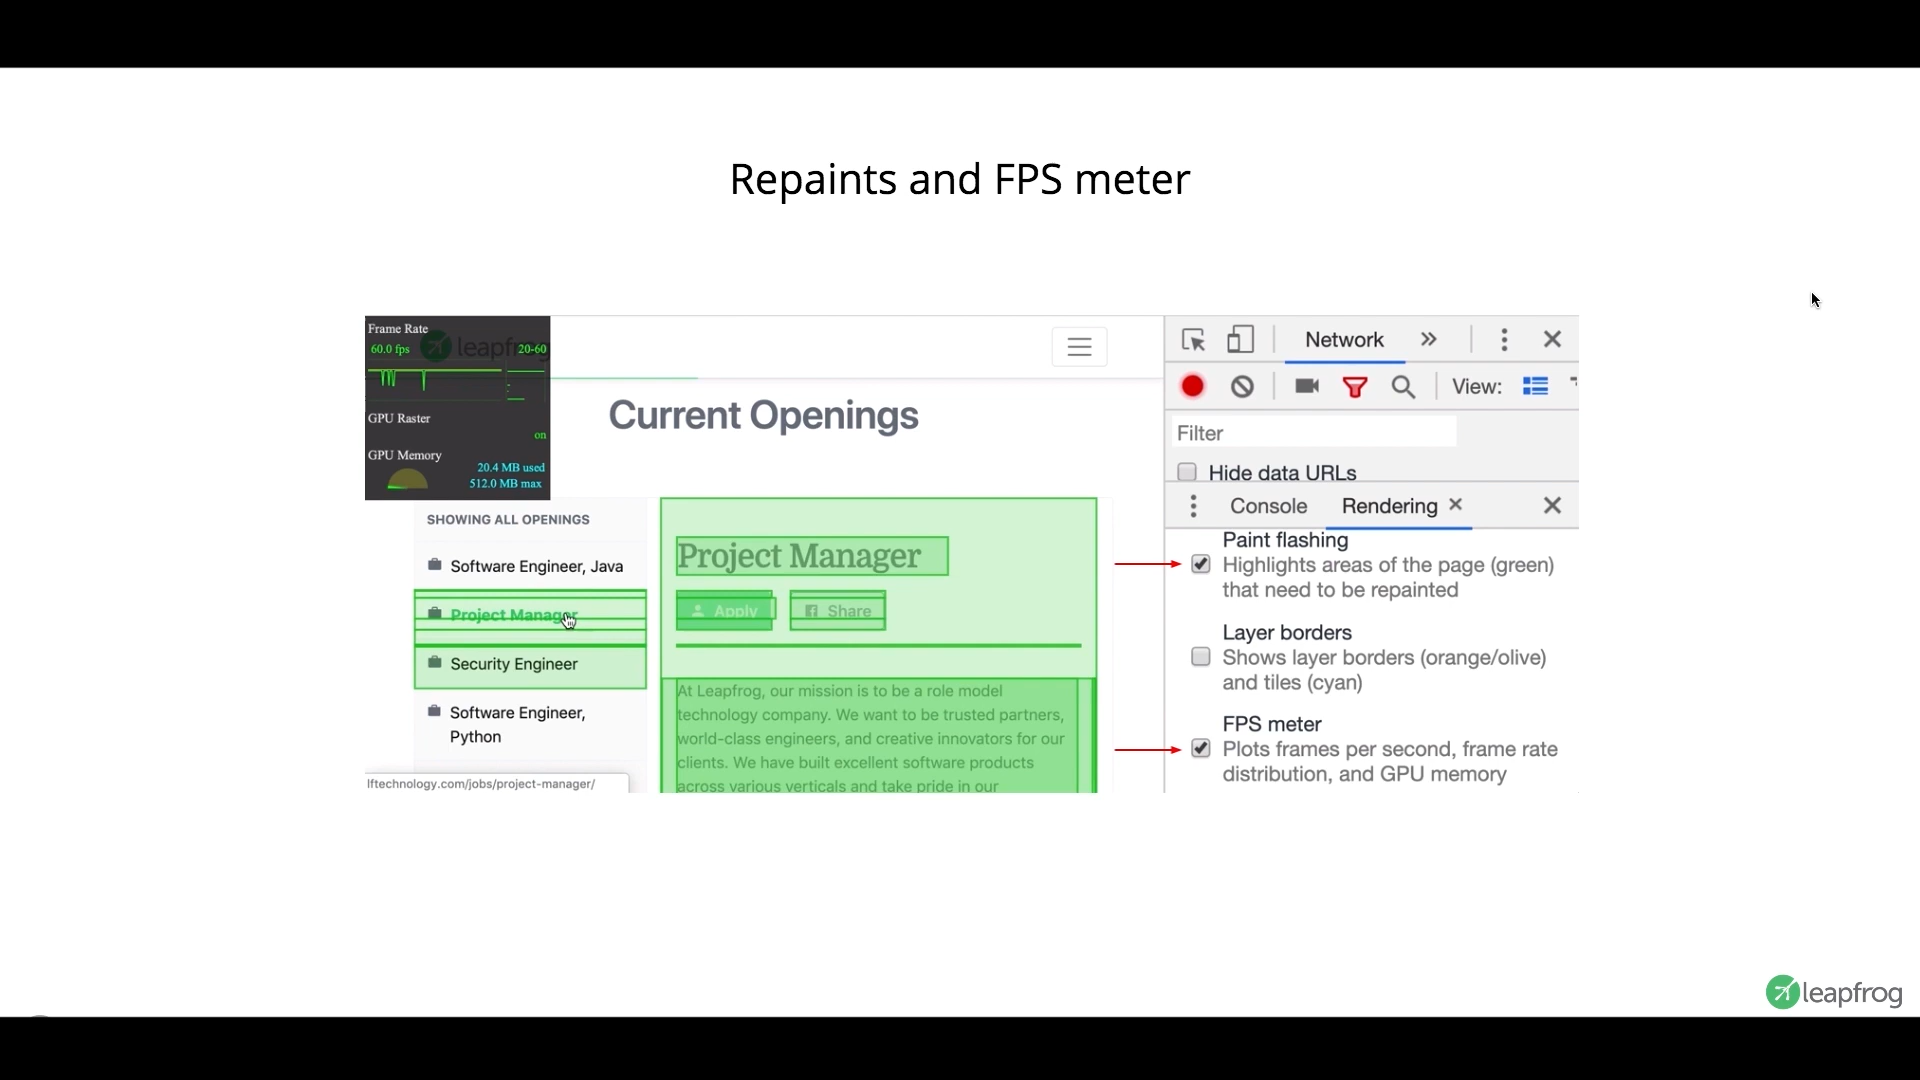 Repaints and FPS meter
Frame Rate
60.0 fps
leapfrog
20-60
GPU Raster
on
GPU Memory
20.4 MB used
512.0 MB max
Current Openings
SHOWING ALL OPENINGS
Software Engineer, Java
Project Manager
Security Engineer
Software Engineer,
Python
lftechnology.com/jobs/project-manager/
Project Manager
Apply
Share
At Leapfrog, our mission is to be a role model
technology company. We want to be trusted partners,
world-class engineers, and creative innovators for our
clients. We have built excellent software products
across various verticals and take pride in our
Network
View:
Filter
Hide data URLs
Console
Rendering
Paint flashing
Highlights areas of the page (green)
that need to be repainted
Layer borders
Shows layer borders (orange/olive)
and tiles (cyan)
FPS meter
Plots frames per second, frame rate
distribution, and GPU memory
leapfrog